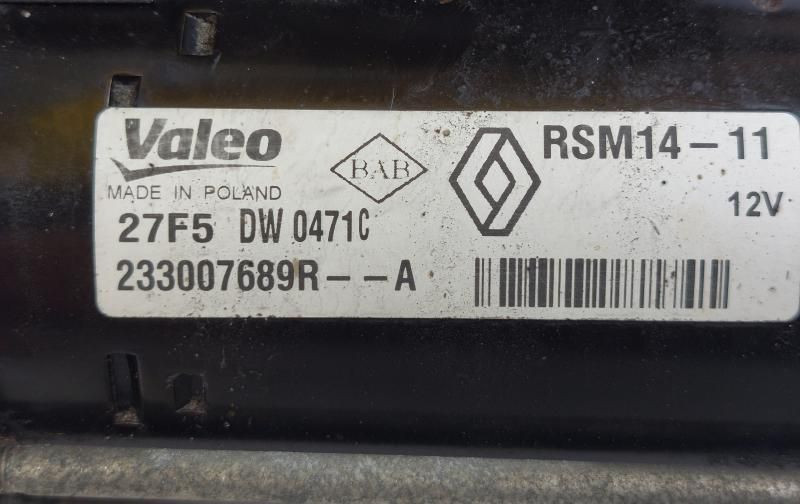 Valeo
MADE IN POLAND
BAB
RSM14-11
12V
27F5 DW 0471C
233007689R--A